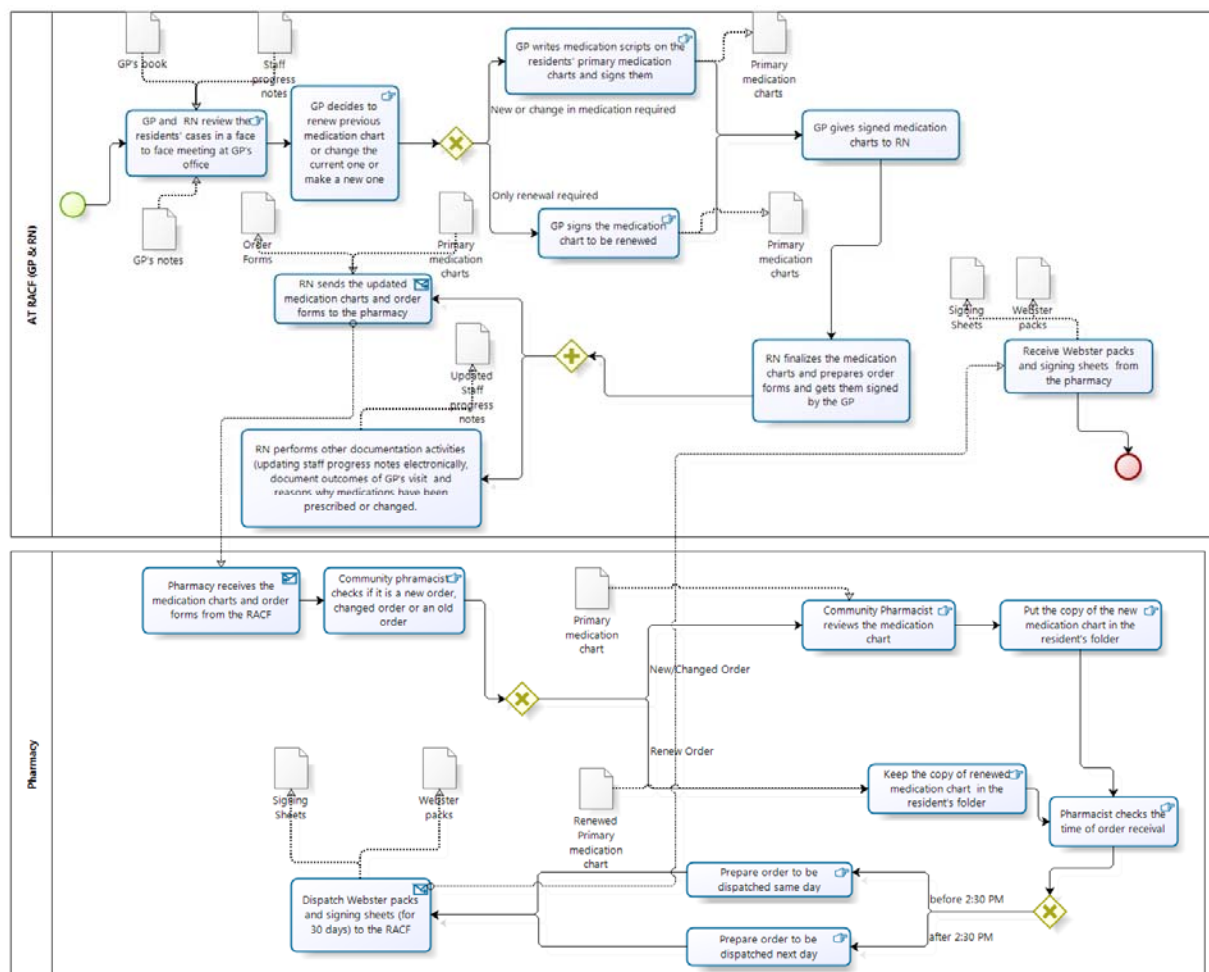 AT RACF (GP & RN)
GP's book
Staff
progress
notes
GP and RN review the
residents' cases in a face
to face meeting at GP's
office
GP's notes
GP decides to
renew previous
medication chart
or change the
current one or
make a new one
New or change in medication required
Only renewal required
GP writes medication scripts on the
residents' primary medication
charts and signs them
Primary
medication
charts
GP signs the medication
chart to be renewed
Primary
medication
charts
GP gives signed medication
charts to RN
Order
Forms
Primary
medication
charts
RN sends the updated
medication charts and order
forms to the pharmacy
Updated
Staff
progress
notes
RN finalizes the medication
charts and prepares order
forms and gets them signed
by the GP
Signing
Sheets
Webster
packs
Receive Webster packs
and signing sheets from
the pharmacy
RN performs other documentation activities
(updating staff progress notes electronically,
document outcomes of GP's visit and
reasons why medications have been
prescribed or changed.
Pharmacy
Pharmacy receives the
medication charts and order
forms from the RACF
Community phramacist
checks if it is a new order,
changed order or an old
order
Primary
medication
chart
New/Changed Order
Renew Order
Community Pharmacist
reviews the medication
chart
Put the copy of the new
medication chart in the
resident's folder
Renewed
Primary
medication
chart
Keep the copy of renewed
medication chart in the
resident's folder
Pharmacist checks the
time of order receival
before 2:30 PM
after 2:30 PM
Prepare order to be
dispatched same day
Prepare order to be
dispatched next day
Signing
Sheets
Webster
packs
Dispatch Webster packs
and signing sheets (for
30 days) to the RACF